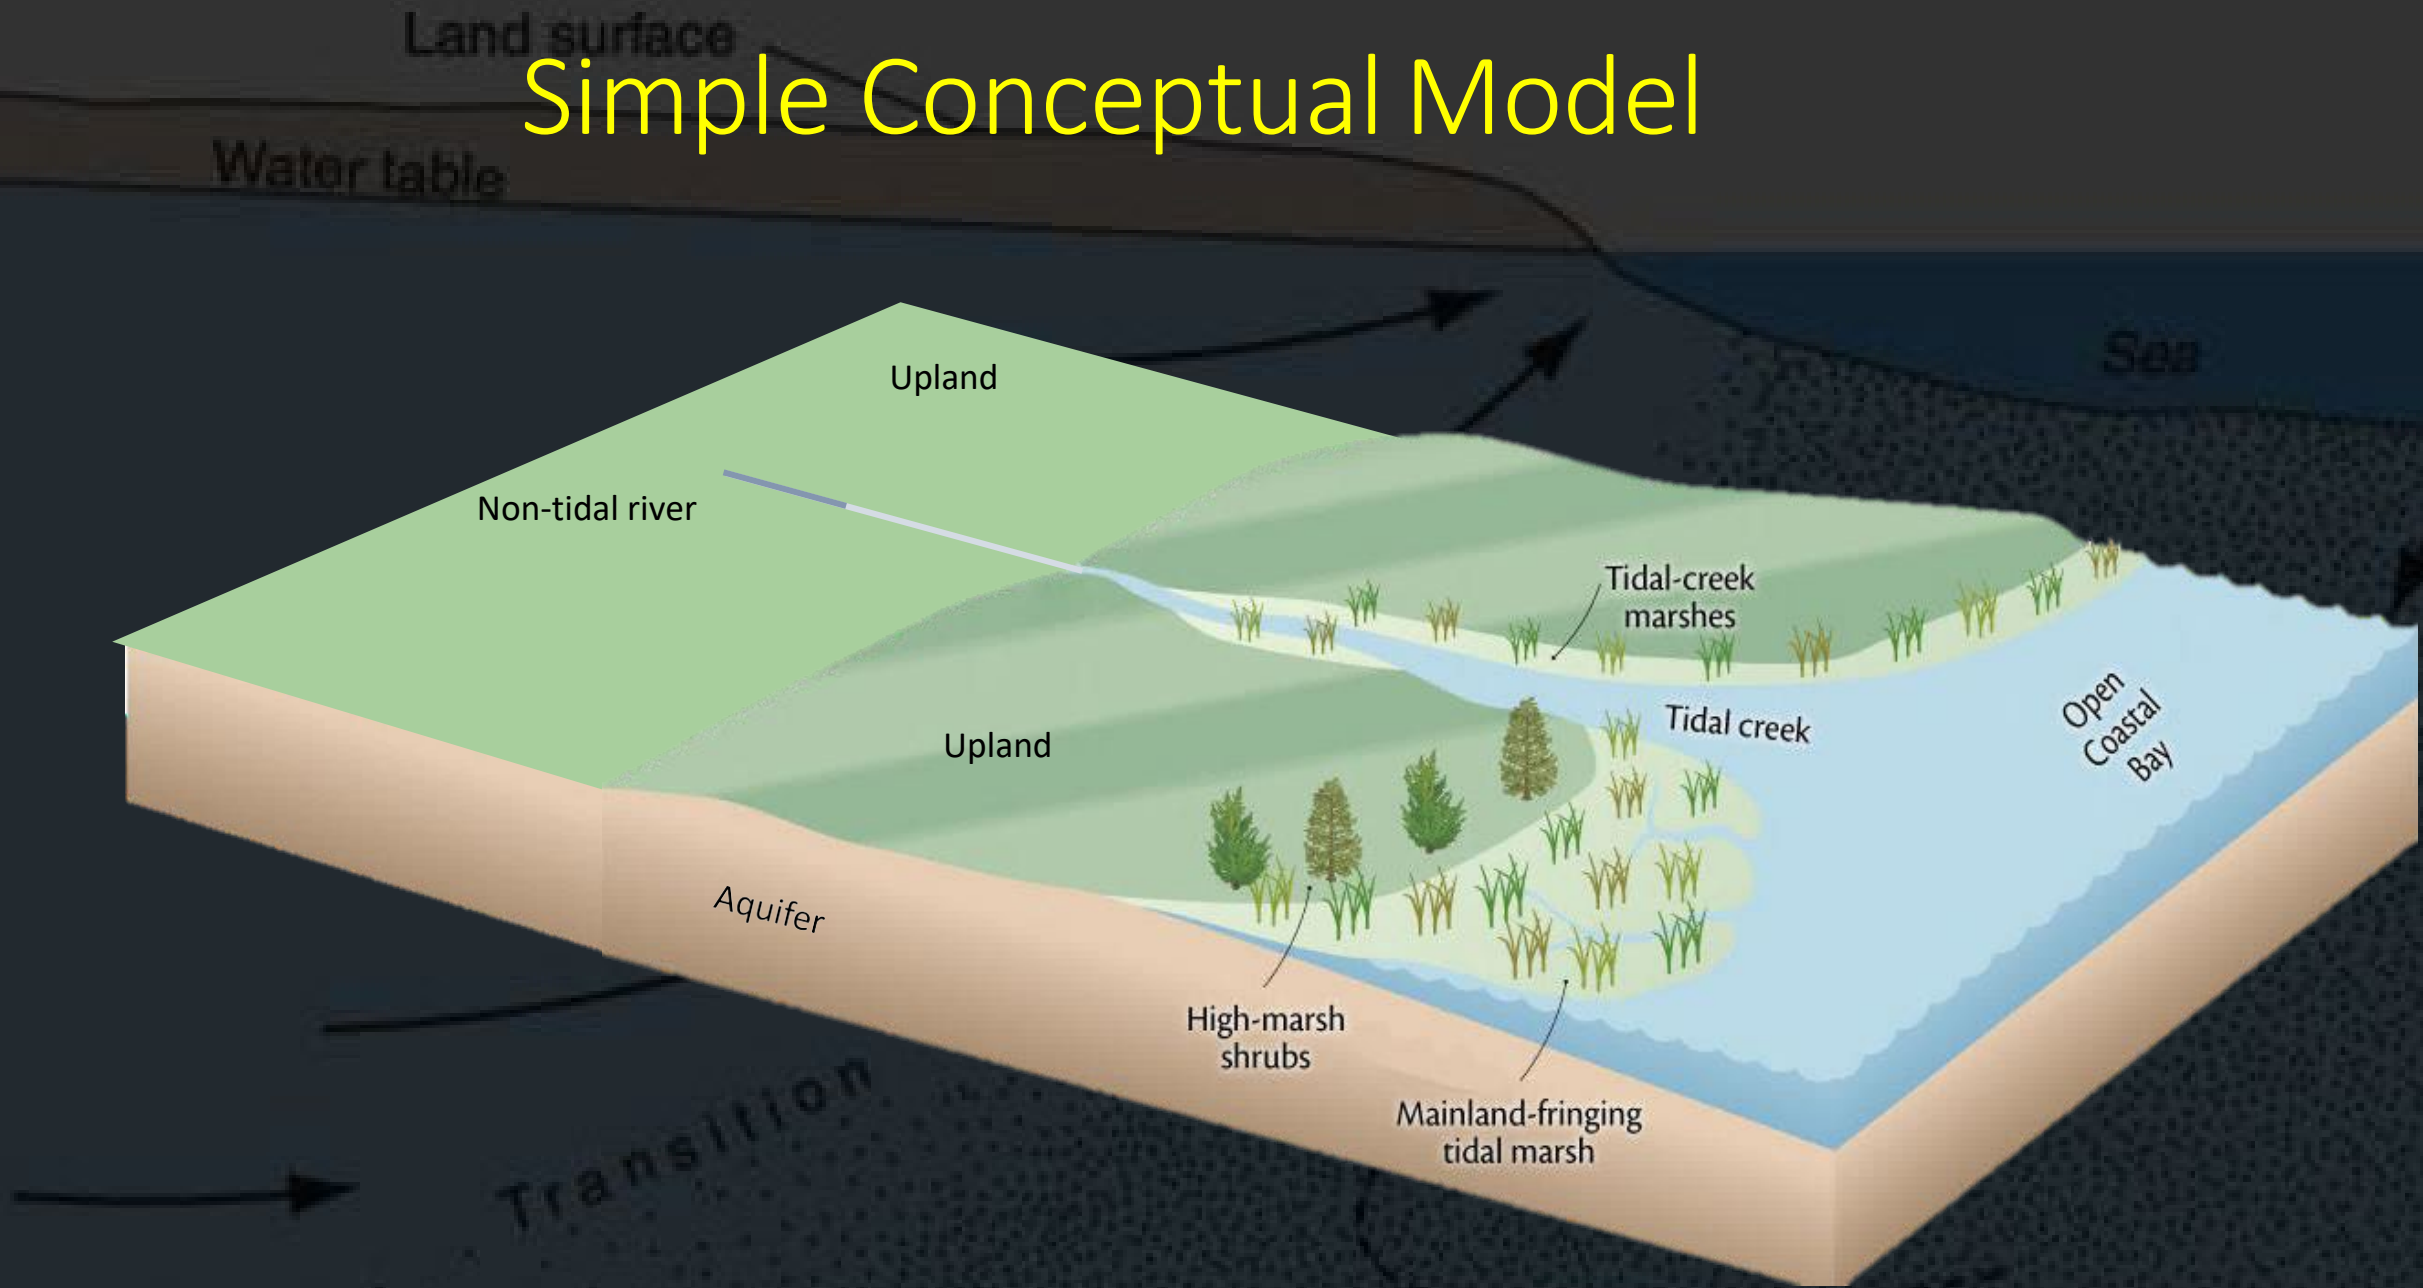 Land surface
Simple Conceptual Model
Water table
Sea
Upland
Non-tidal river
Tidal-creek
marshes
Open
Coastal
Bay
Tidal creek
Upland
Aquifer
High-marsh
shrubs
Mainland-fringing
tidal marsh
Transition